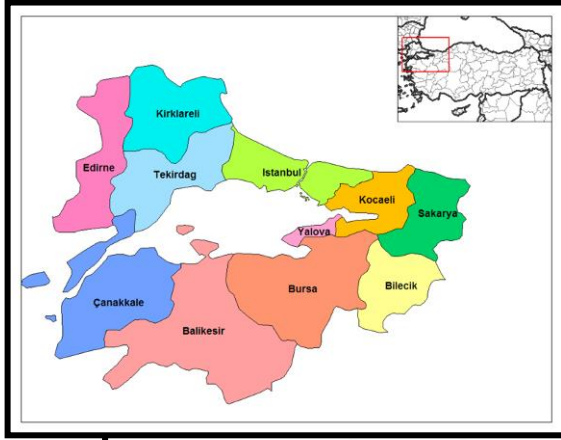 Kirklareli
Edirne
Tekirdag
Istanbul
Kocaeli
Sakarya
Yalova
Çanakkale
Bursa
Bilecik
Balikesir